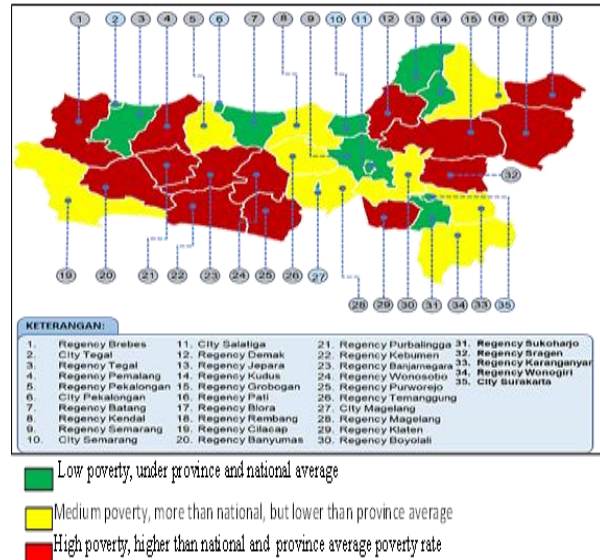 1 2 3 4 5 6 7 8 9 10 11 12 13 14 15 16 17 18
32
19 20 21 22 23 24 25 26 27 28 29 30 31 34 33 35
KETERANGAN:
1. Regency Brebes
2. City Tegal
3. Regency Tegal
4. Regency Pemalang
5. Regency Pekalongan
6. City Pekalongan
7. Regency Batang
8. Regency Kendal
9. Regency Semarang
10. City Semarang
11. City Salatiga
12. Regency Demak
13. Regency Jepara
14. Regency Kudus
15. Regency Grobogan
16. Regency Pati
17. Regency Blora
18. Regency Rembang
19. Regency Cilacap
20. Regency Banyumas
21. Regency Purbalingga
22. Regency Kebumen
23. Regency Banjarnegara
24. Regency Wonosobo
25. Regency Purworejo
26. Regency Temanggung
27. City Magelang
28. Regency Magelang
29. Regency Klaten
30. Regency Boyolali
31. Regency Sukoharjo
32. Regency Sragen
33. Regency Karanganyar
34. Regency Wonogiri
35. City Surakarta
Low poverty, under province and national average
Medium poverty, more than national, but lower than province average
High poverty, higher than national and province average poverty rate